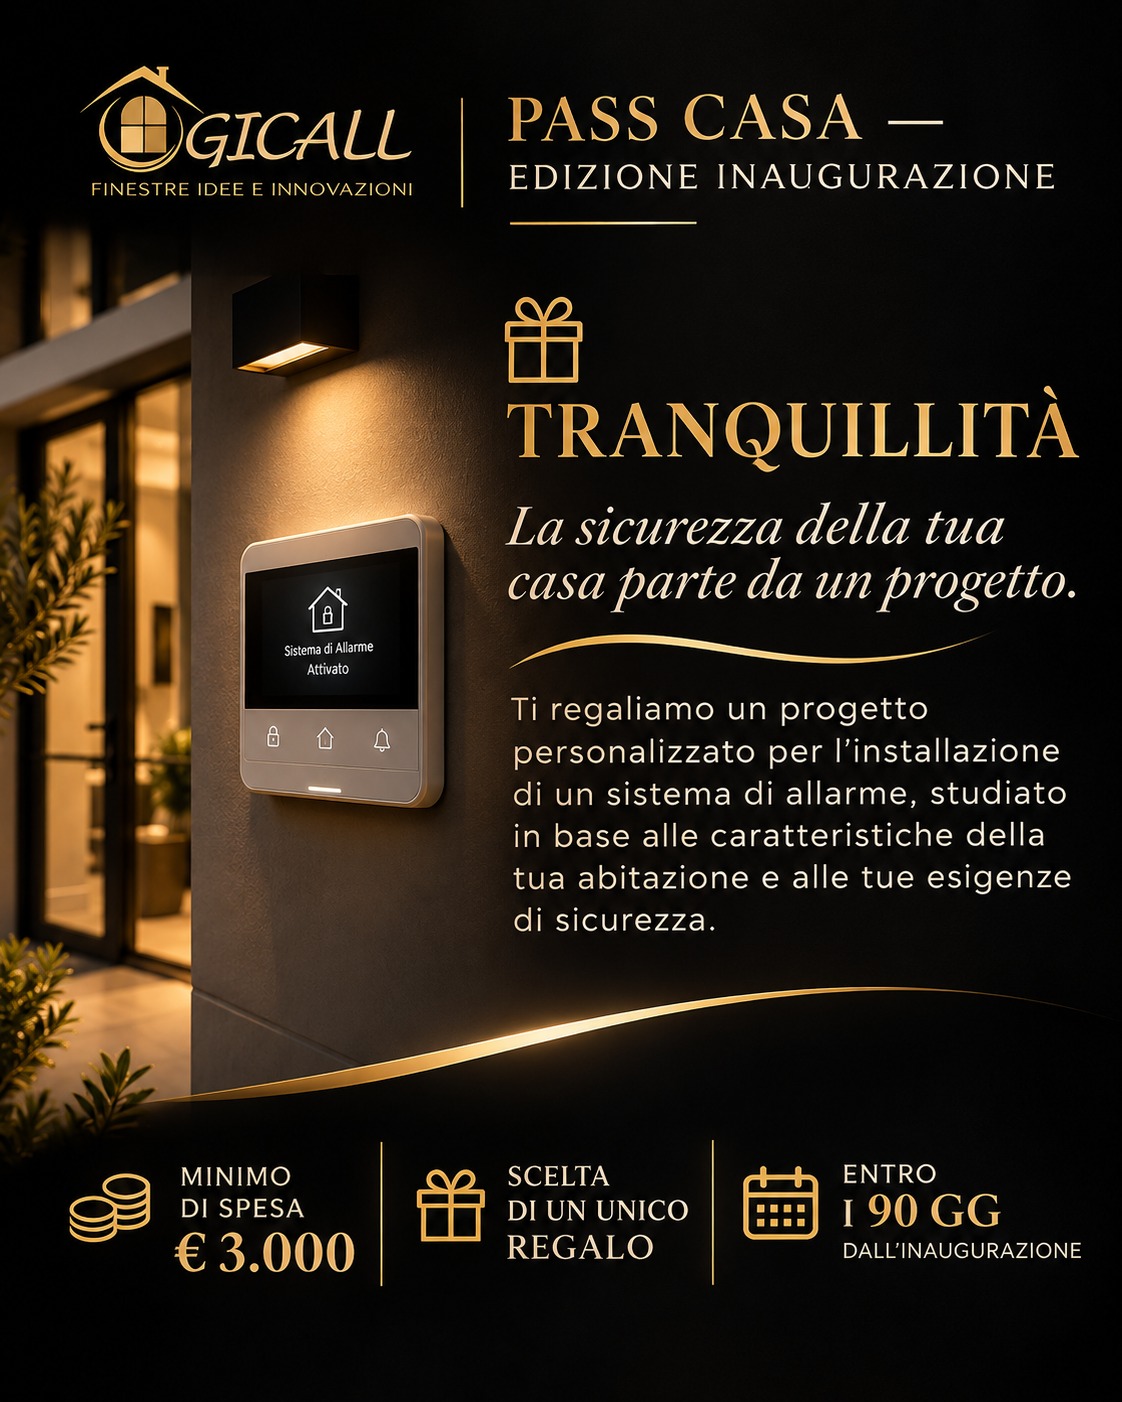 GICALL
FINESTRE IDEE E INNOVAZIONI
PASS CASA —
EDIZIONE INAUGURAZIONE
TRANQUILLITÀ
La sicurezza della tua
casa parte da un progetto.
Sistema di Allarme
Attivato
Ti regaliamo un progetto
personalizzato per l’installazione
di un sistema di allarme, studiato
in base alle caratteristiche della
tua abitazione e alle tue esigenze
di sicurezza.
MINIMO
DI SPESA
€ 3.000
SCELTA
DI UN UNICO
REGALO
ENTRO
I 90 GG
DALL’INAUGURAZIONE